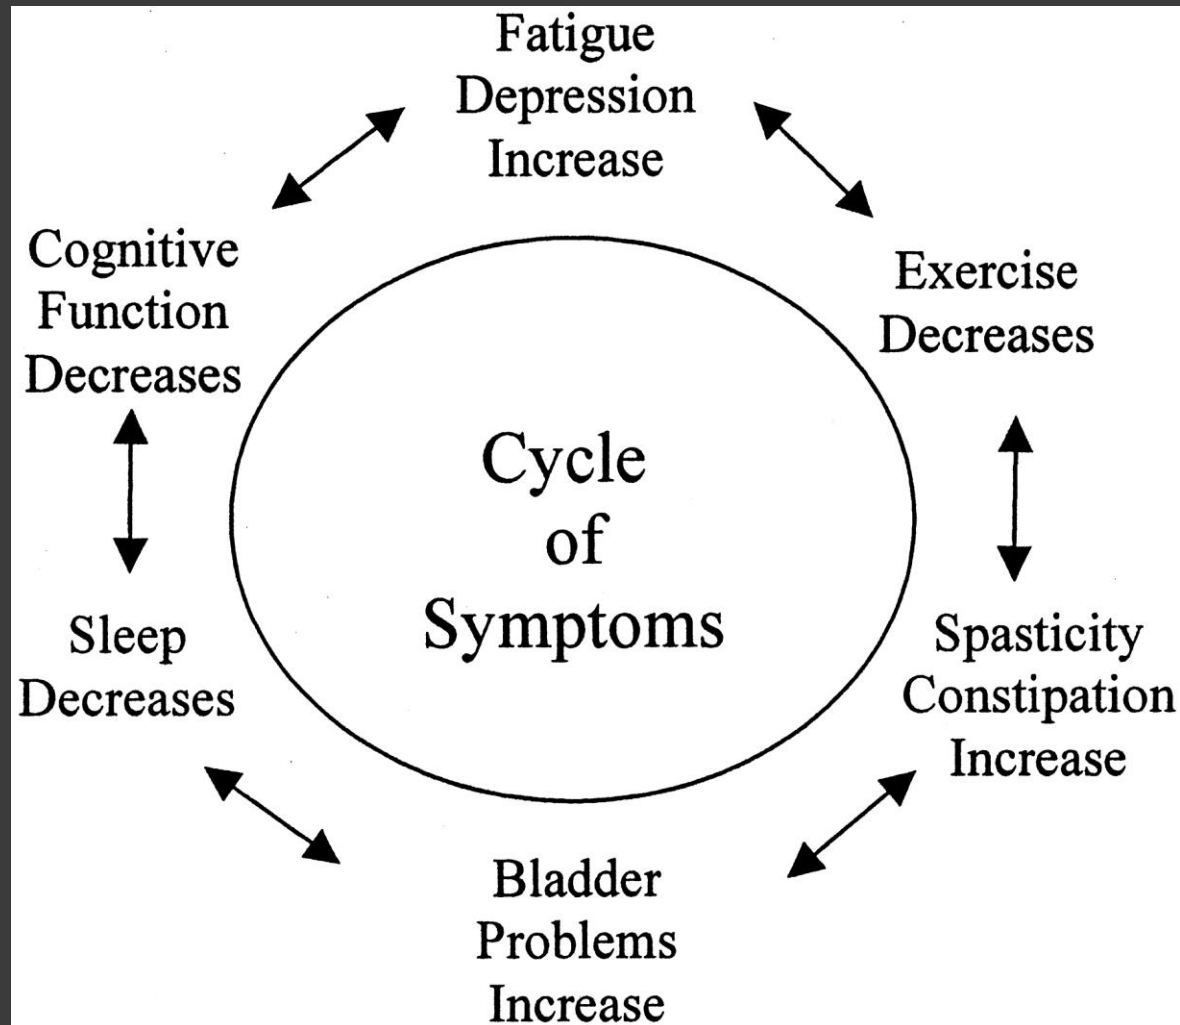 Fatigue
Depression
Increase
Exercise
Decreases
Spasticity
Constipation
Increase
Bladder
Problems
Increase
Sleep
Decreases
Cognitive
Function
Decreases
Cycle
of
Symptoms